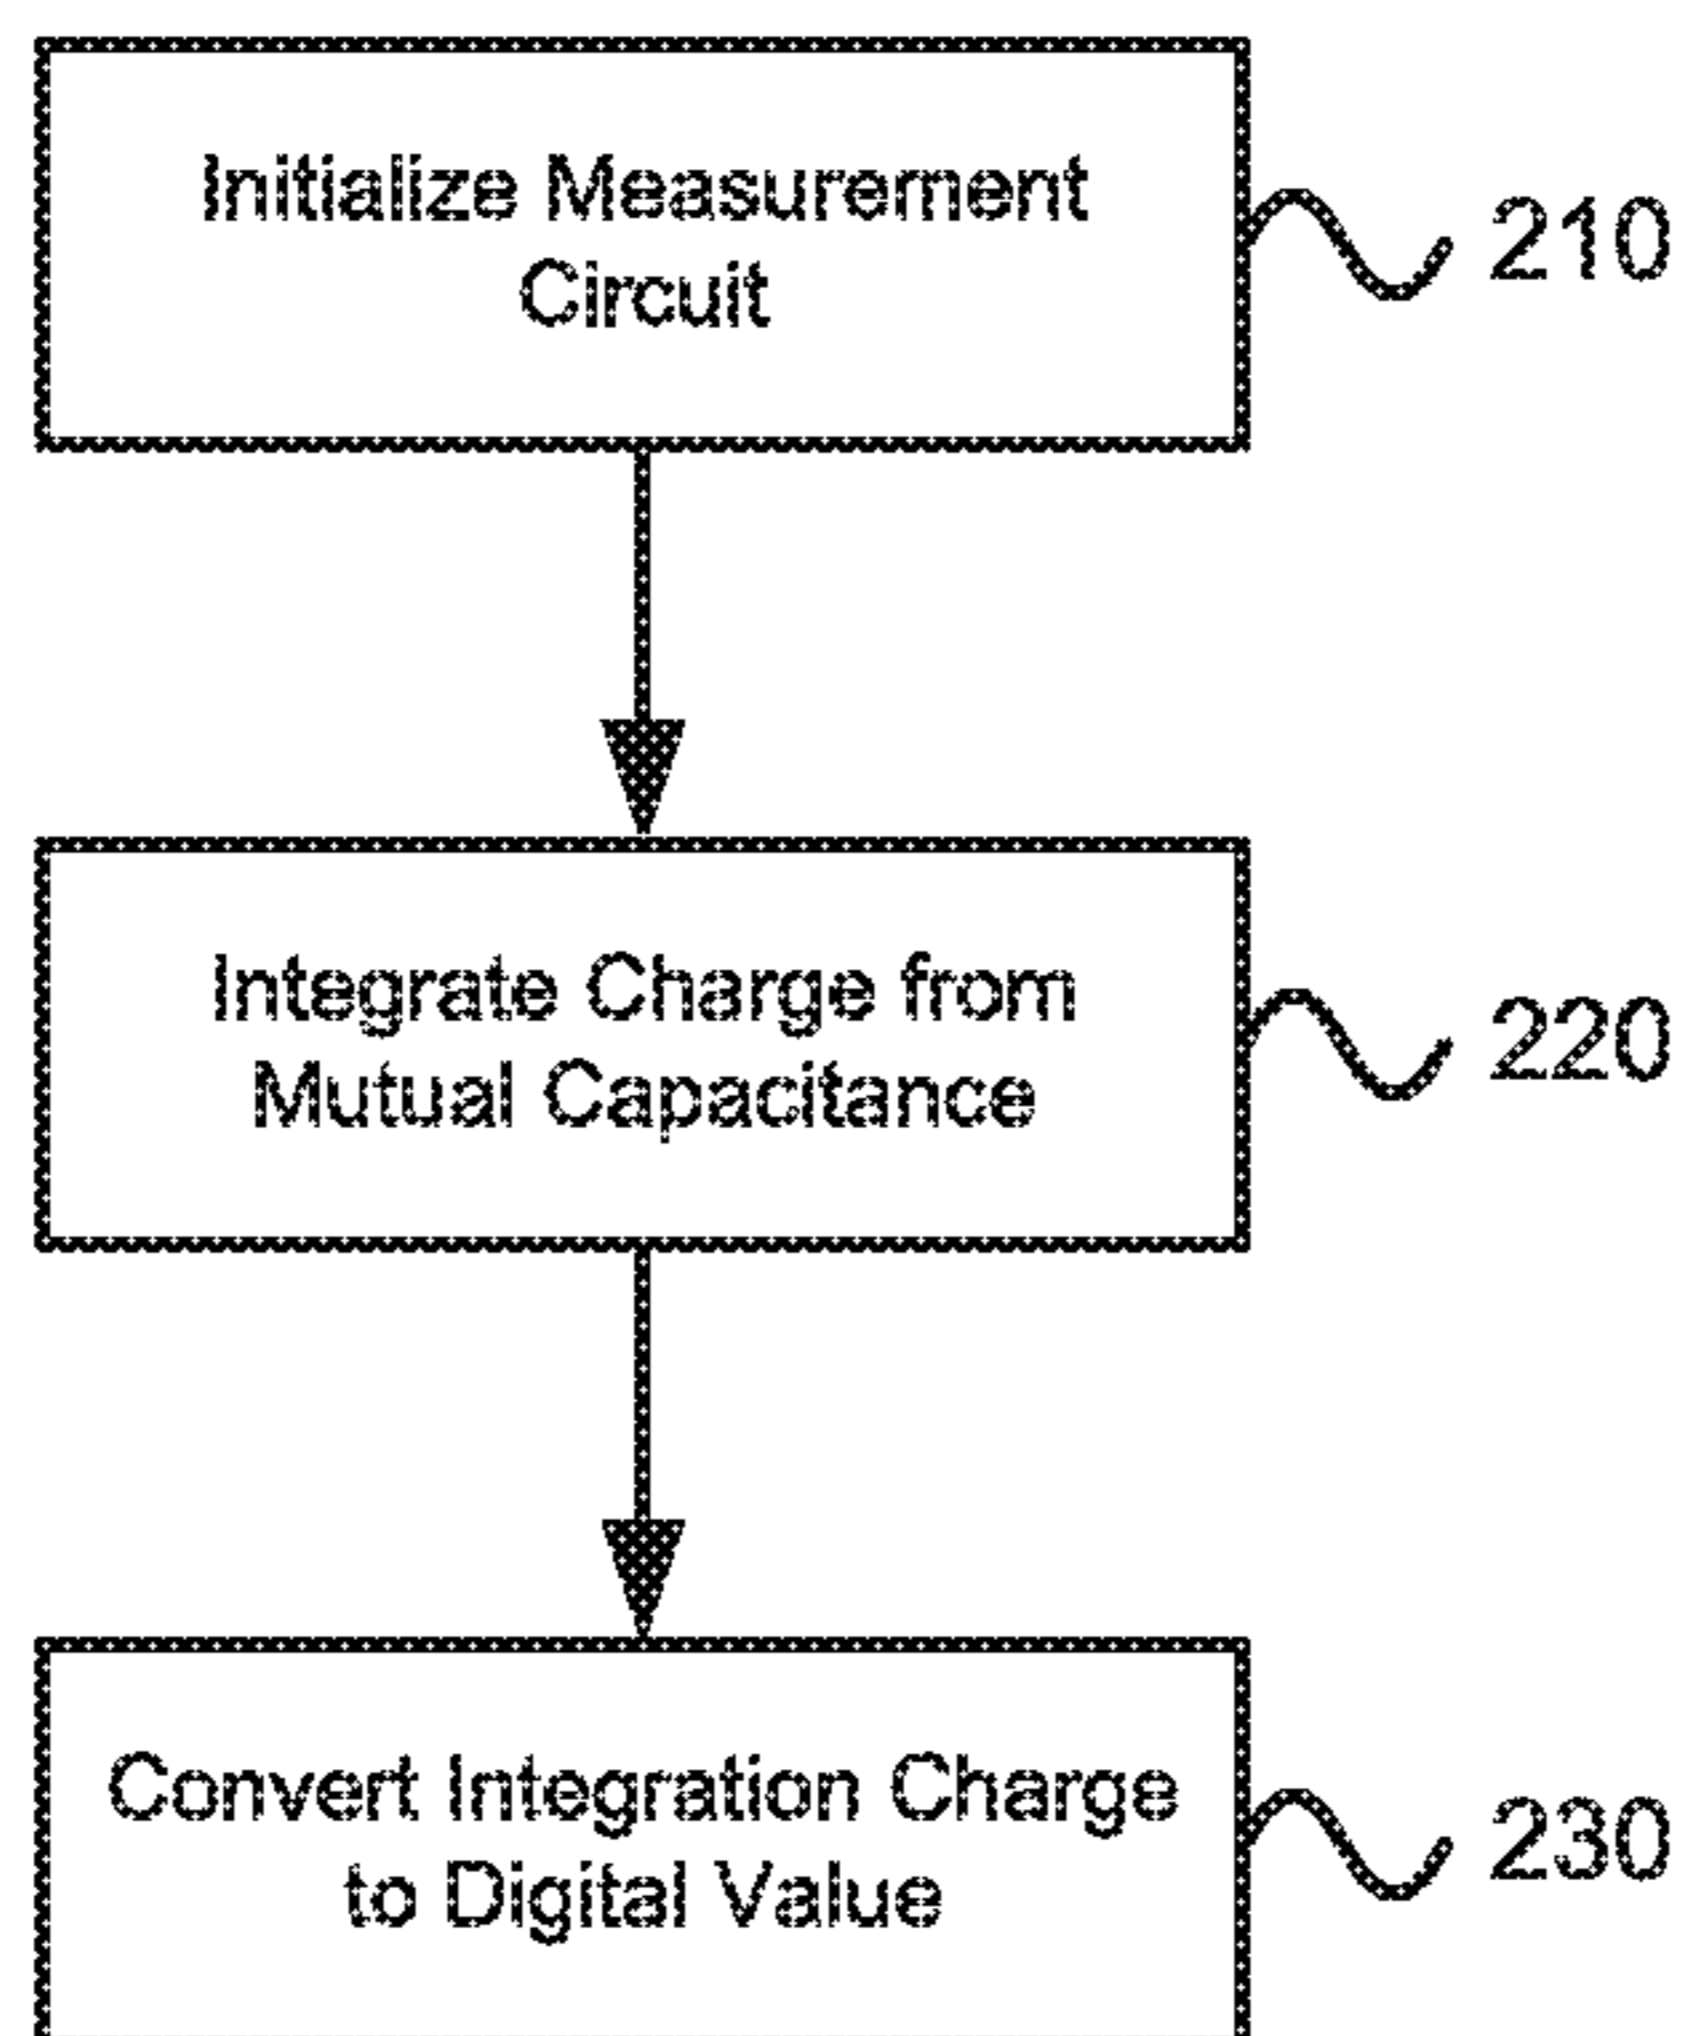 Initialize Measurement
Circuit
210
Integrate Charge from
Mutual Capacitance
220
Convert Integration Charge
to Digital Value
230